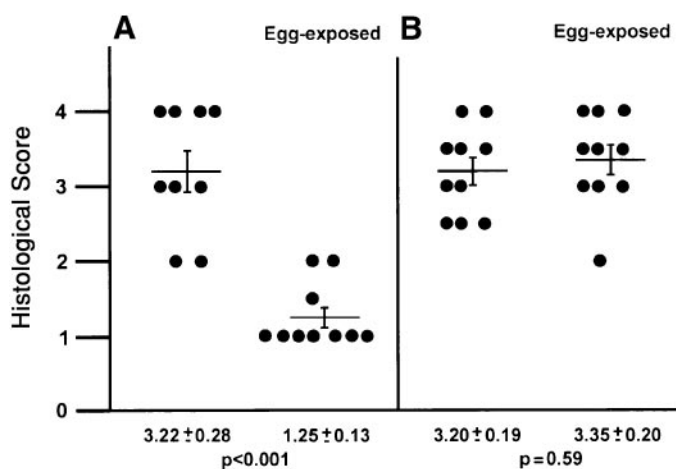 A
Egg-exposed
B
Egg-exposed
Histological Score
4
3
2
1
0
3.22±0.28
1.25±0.13
3.20±0.19
3.35±0.20
p<0.001
p=0.59